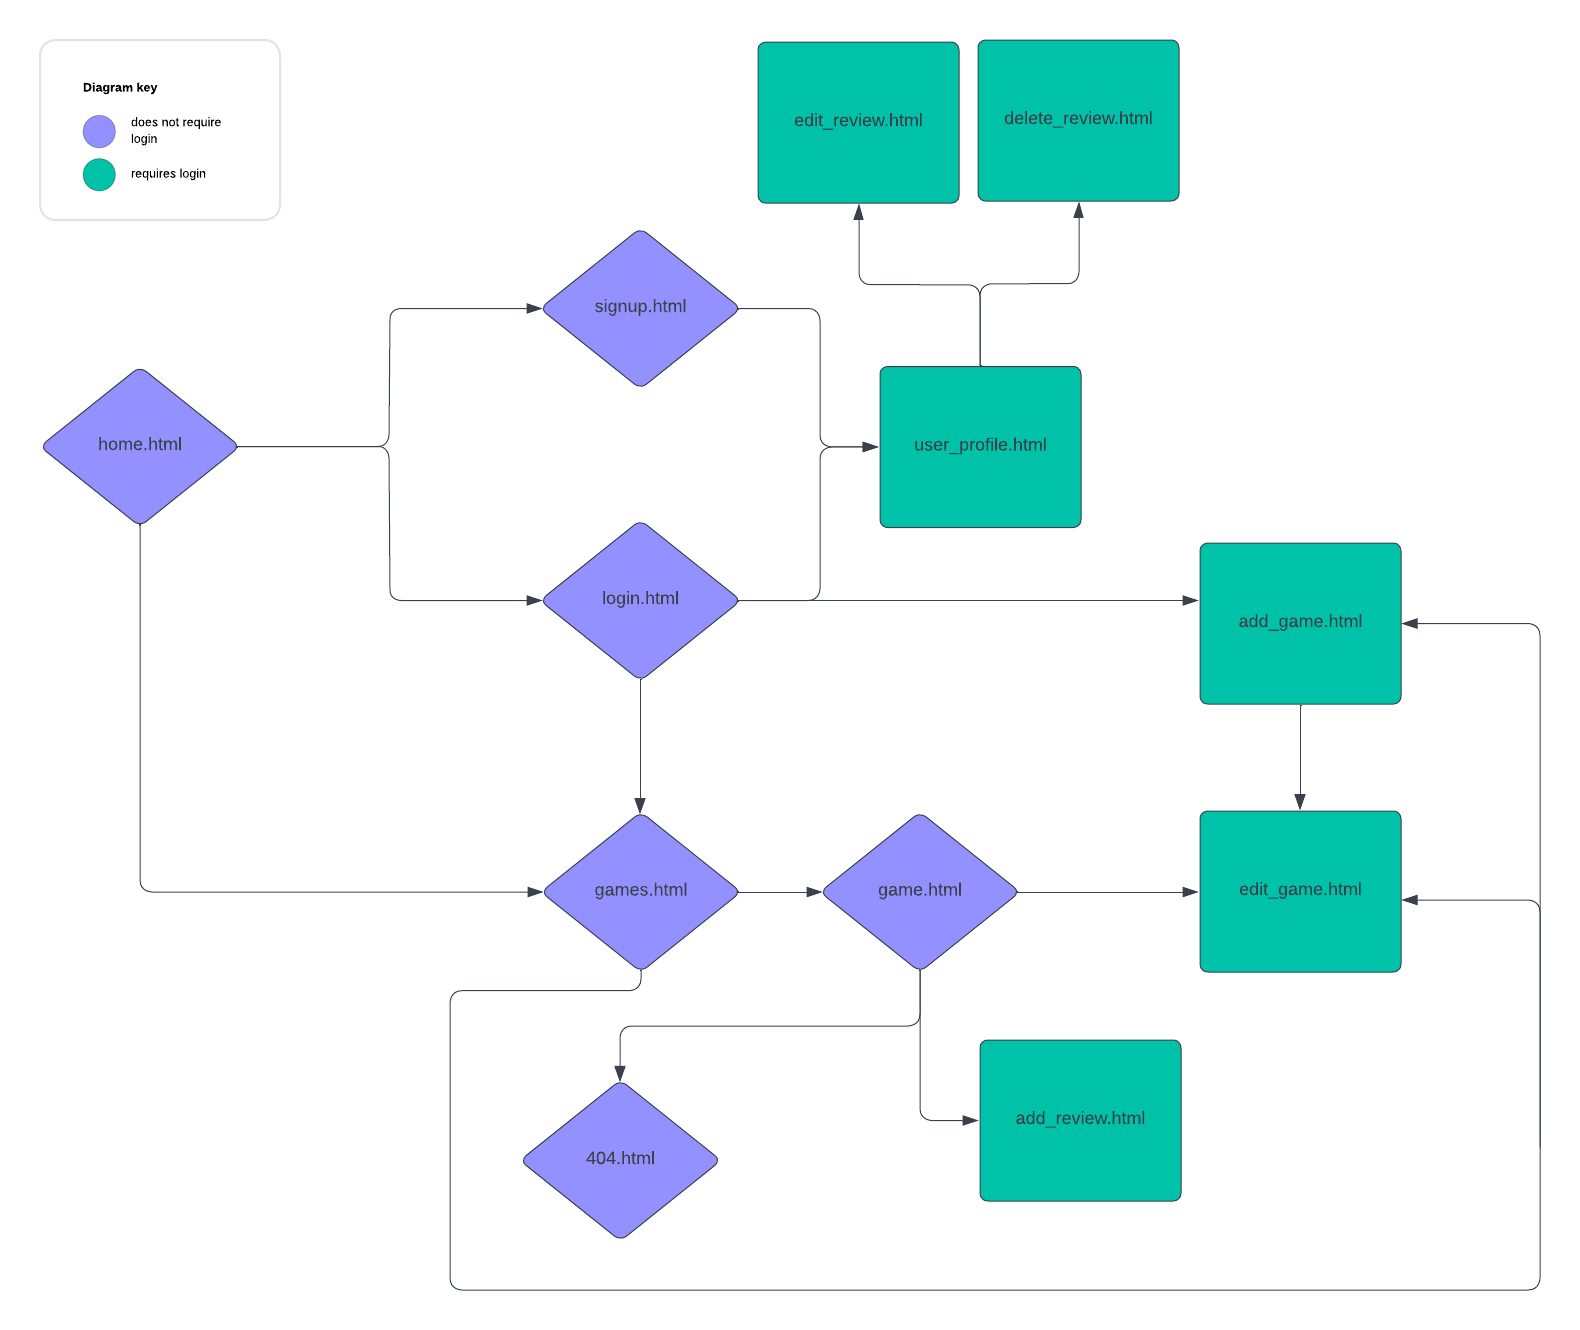 Diagram key
does not require
login
requires login
edit_review.html
delete_review.html
signup.html
home.html
user_profile.html
login.html
add_game.html
games.html
game.html
edit_game.html
404.html
add_review.html